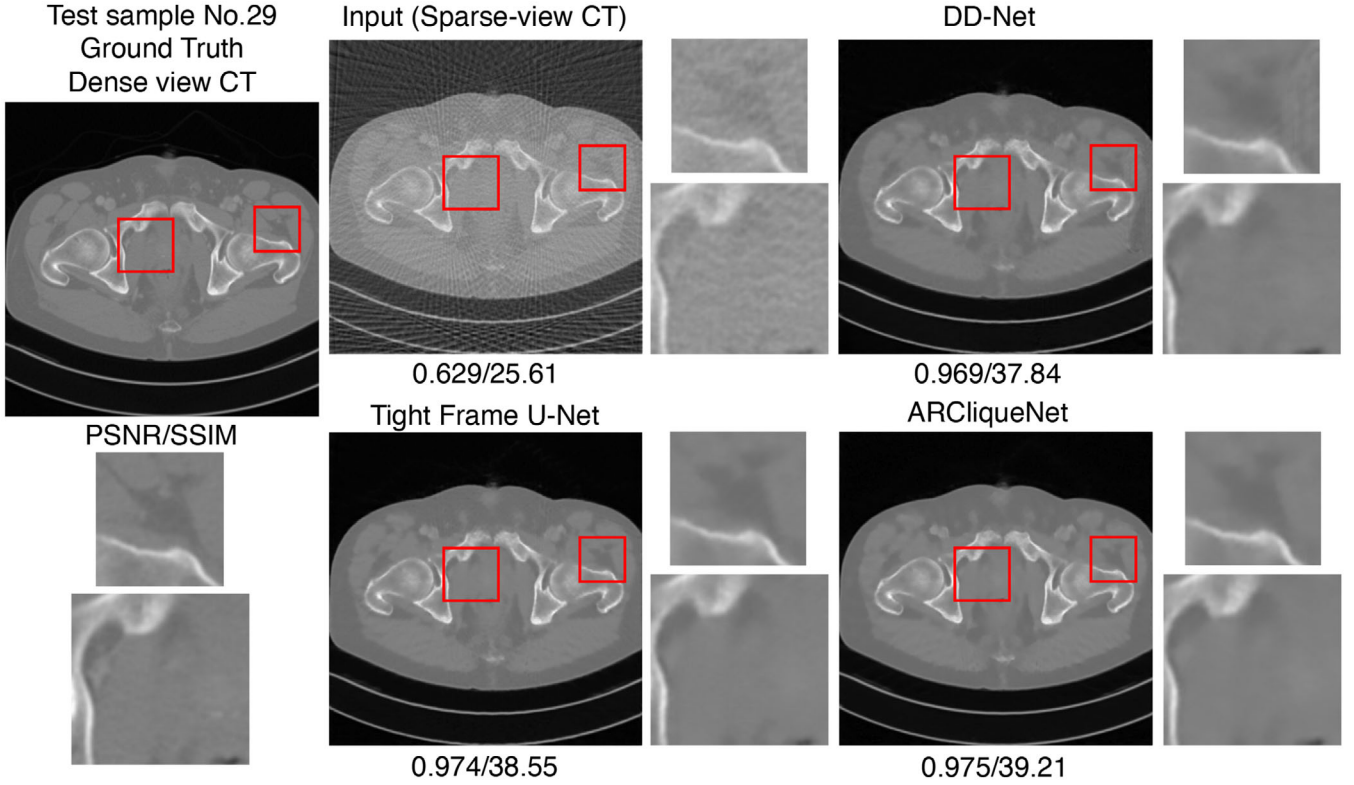 Test sample No.29
Ground Truth
Dense view CT
PSNR/SSIM
Input (Sparse-view CT)
0.629/25.61
DD-Net
0.969/37.84
Tight Frame U-Net
0.974/38.55
ARCliqueNet
0.975/39.21